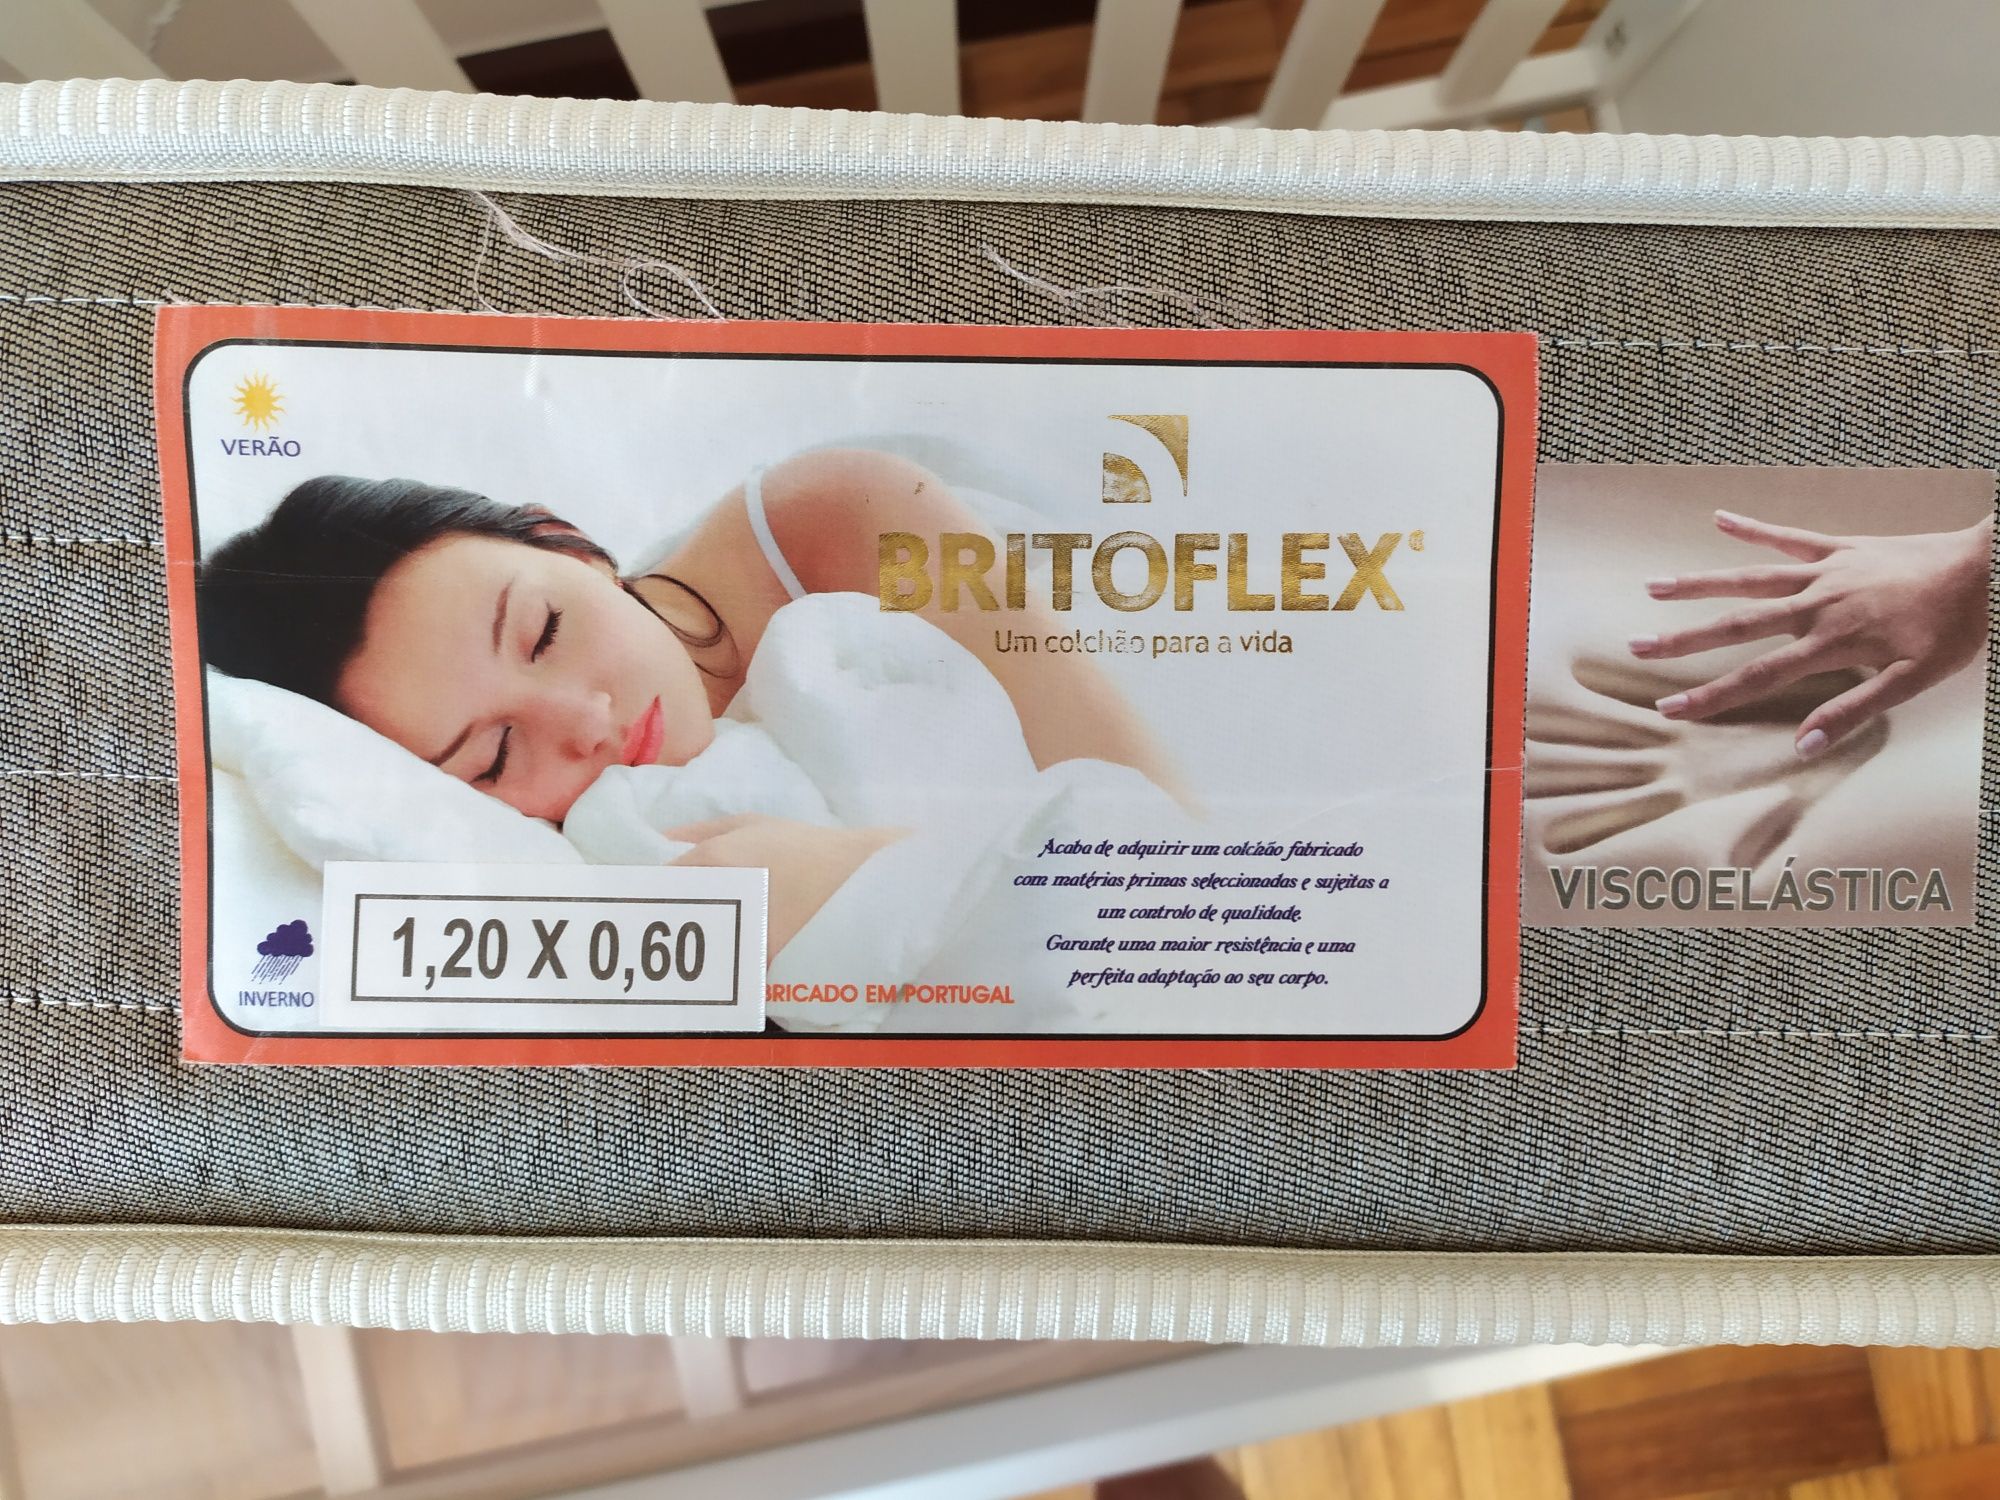 VERÃO
BRITOFLEX®
Um colchão para a vida
Acaba de adquirir um colchão fabricado
com matérias primas seleccionadas e sujeitas a
um controlo de qualidade.
Garante uma maior resistência e uma
perfeita adaptação ao seu corpo.
INVERNO
1,20 X 0,60
BRICADO EM PORTUGAL
VISCOELÁSTICA